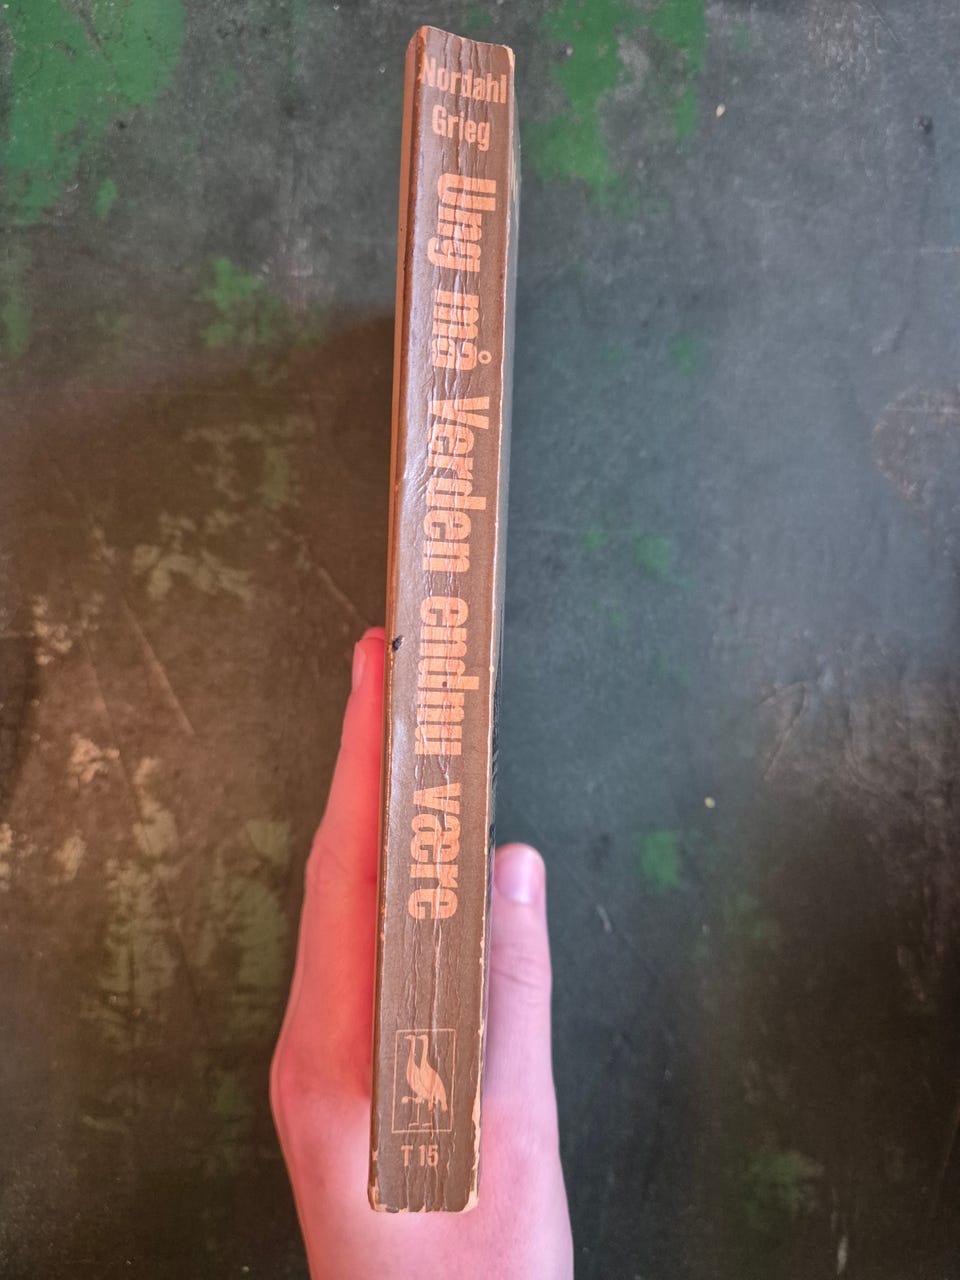 Nordahl
Grieg
Ung må Verden endnu være
T 15